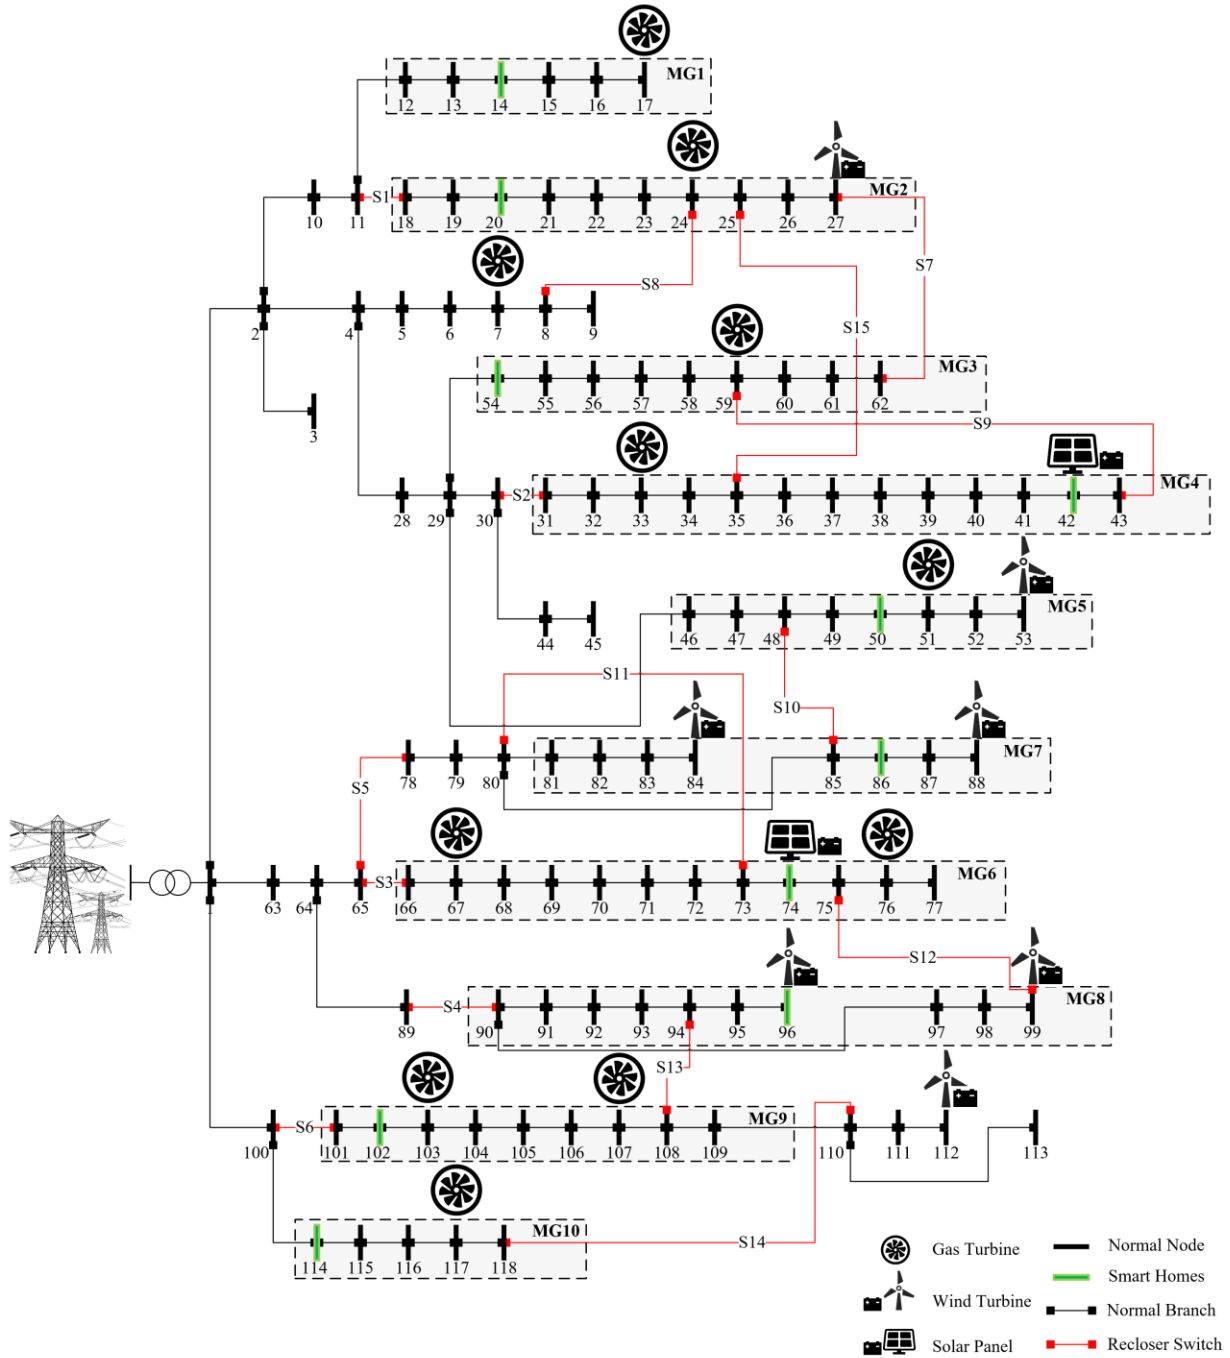 MG1
12 13 14 15 16 17
MG2
10 11 S1 18 19 20 21 22 23 24 25 26 27
S7
S8
S15
2 4 5 6 7 8 9
MG3
54 55 56 57 58 59 60 61 62
3
S9
MG4
28 29 30 S2 31 32 33 34 35 36 37 38 39 40 41 42 43
MG5
44 45 46 47 48 49 50 51 52 53
S11
S10
MG7
78 79 80 81 82 83 84 85 86 87 88
S5
MG6
1 63 64 65 S3 66 67 68 69 70 71 72 73 74 75 76 77
S12
MG8
89 S4 90 91 92 93 94 95 96 97 98 99
S13
MG9
100 S6 101 102 103 104 105 106 107 108 109 110 111 112 113
MG10
114 115 116 117 118
S14
Gas Turbine
Normal Node
Smart Homes
Wind Turbine
Normal Branch
Solar Panel
Recloser Switch